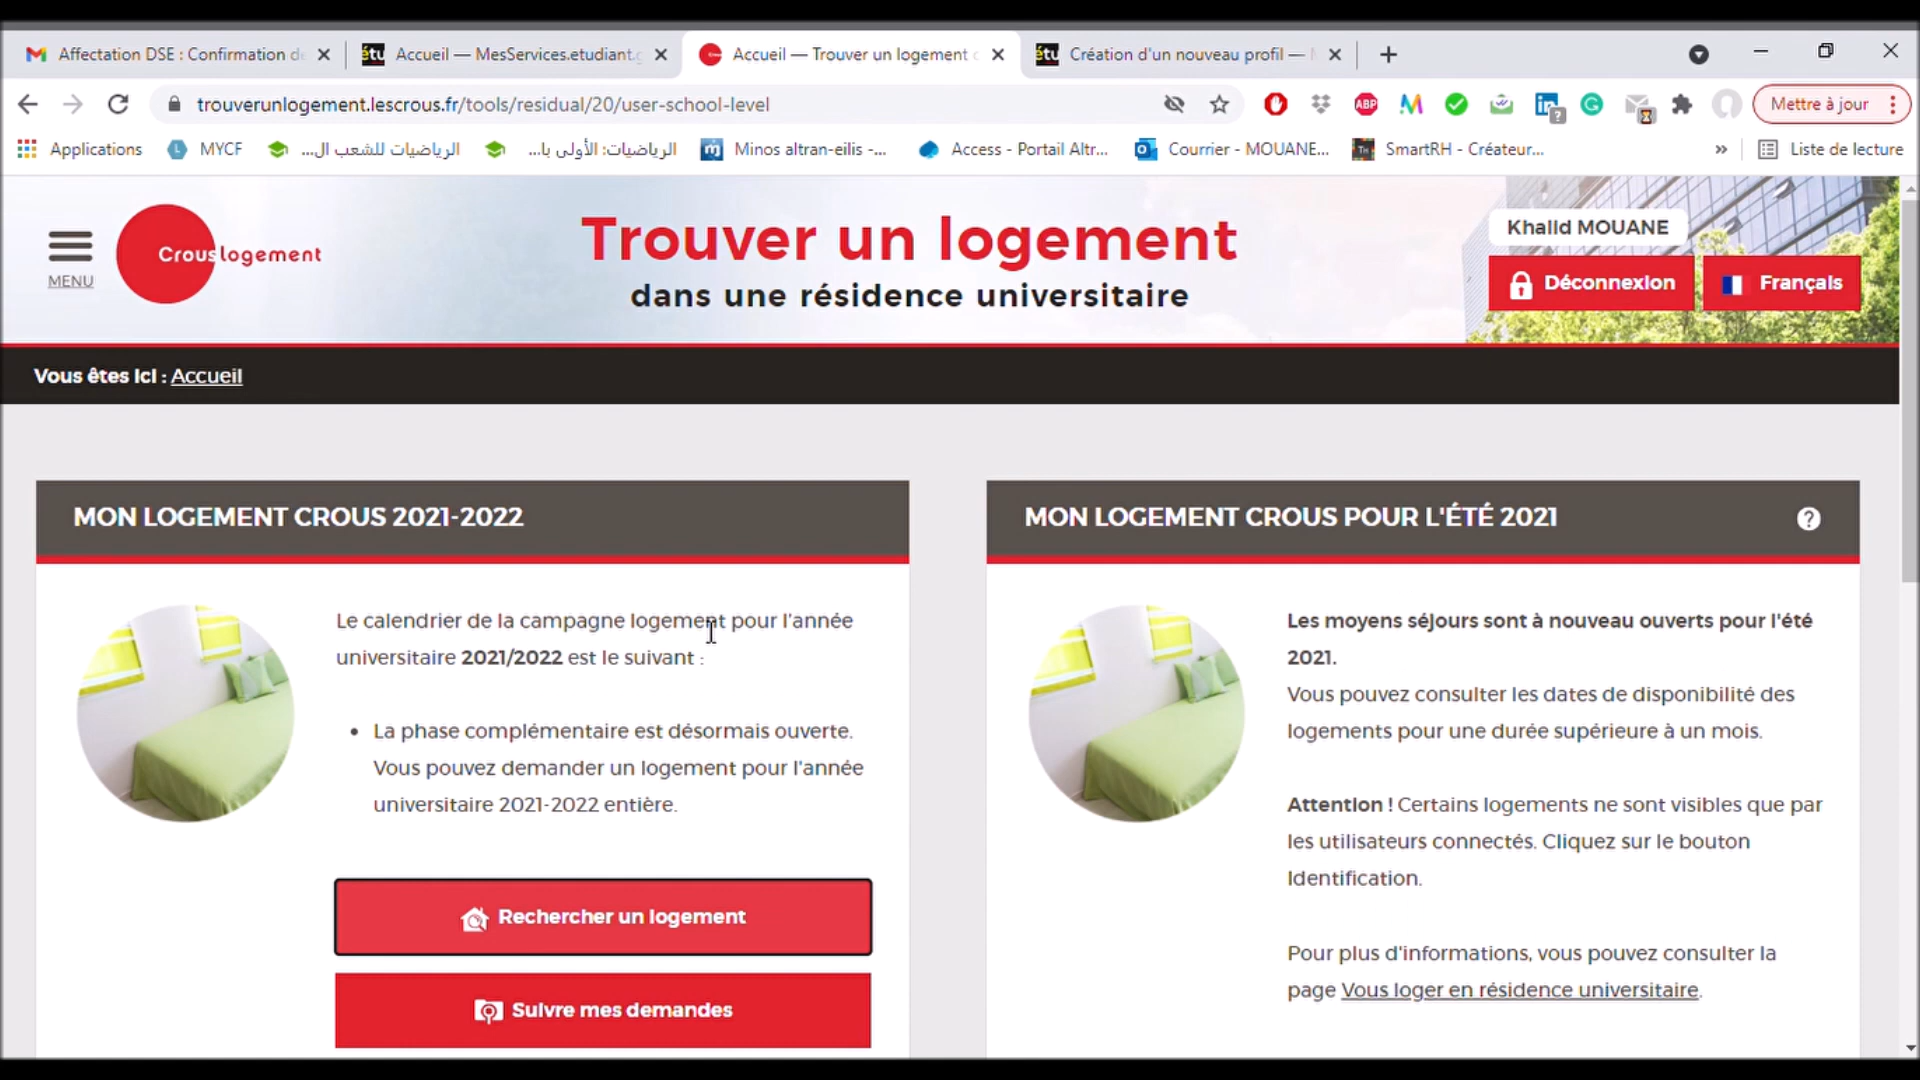 Affectation DSE : Confirmation de
Accueil — MesServices.etudiant.g
Accueil — Trouver un logement
Création d'un nouveau profil —
trouverunlogement.lescrous.fr/tools/residual/20/user-school-level
ABP
Mettre à jour
Applications
MYCF
الرياضيات للشعب ال...
الرياضيات: الأولى با...
Minos altran-eilis -...
Access - Portail Altr...
Courrier - MOUANE...
SmartRH - Créateur...
Liste de lecture
MENU
Crous logement
Trouver un logement
dans une résidence universitaire
Khalid MOUANE
Déconnexion
Français
Vous êtes ici : Accueil
MON LOGEMENT CROUS 2021-2022
Le calendrier de la campagne logement pour l'année
universitaire 2021/2022 est le suivant :
• La phase complémentaire est désormais ouverte.
Vous pouvez demander un logement pour l'année
universitaire 2021-2022 entière.
Rechercher un logement
Suivre mes demandes
MON LOGEMENT CROUS POUR L'ÉTÉ 2021
Les moyens séjours sont à nouveau ouverts pour l'été
2021.
Vous pouvez consulter les dates de disponibilité des
logements pour une durée supérieure à un mois.
Attention ! Certains logements ne sont visibles que par
les utilisateurs connectés. Cliquez sur le bouton
Identification.
Pour plus d'informations, vous pouvez consulter la
page Vous loger en résidence universitaire.